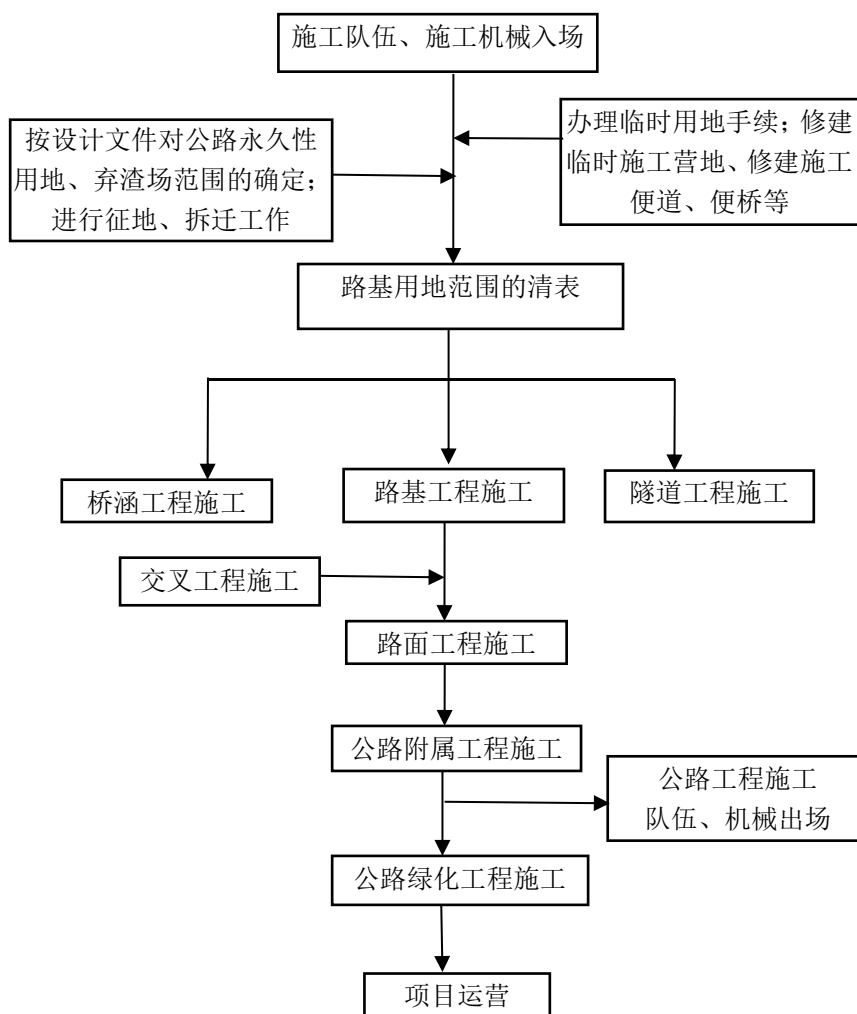 施工队伍、施工机械入场
按设计文件对公路永久性
用地、弃渣场范围的确定；
进行征地、拆迁工作
办理临时用地手续；修建
临时施工营地、修建施工
便道、便桥等
路基用地范围的清表
桥涵工程施工
路基工程施工
隧道工程施工
交叉工程施工
路面工程施工
公路附属工程施工
公路工程施工
队伍、机械出场
公路绿化工程施工
项目运营